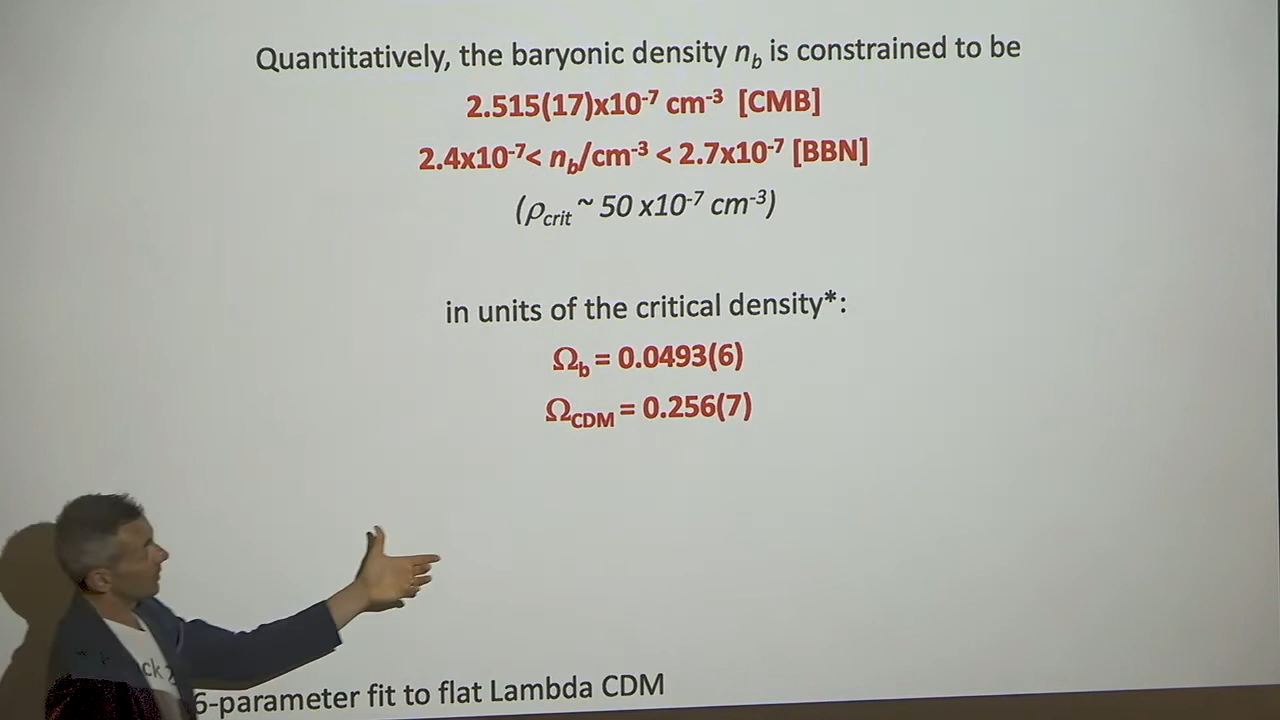 Quantitatively, the baryonic density n_b is constrained to be
2.515(17)x10⁻⁷ cm⁻³ [CMB]
2.4x10⁻⁷< n_b/cm⁻³ < 2.7x10⁻⁷ [BBN]
(ρ_crit ~ 50 x10⁻⁷ cm⁻³)
in units of the critical density*:
Ω_b = 0.0493(6)
Ω_CDM = 0.256(7)
6-parameter fit to flat Lambda CDM